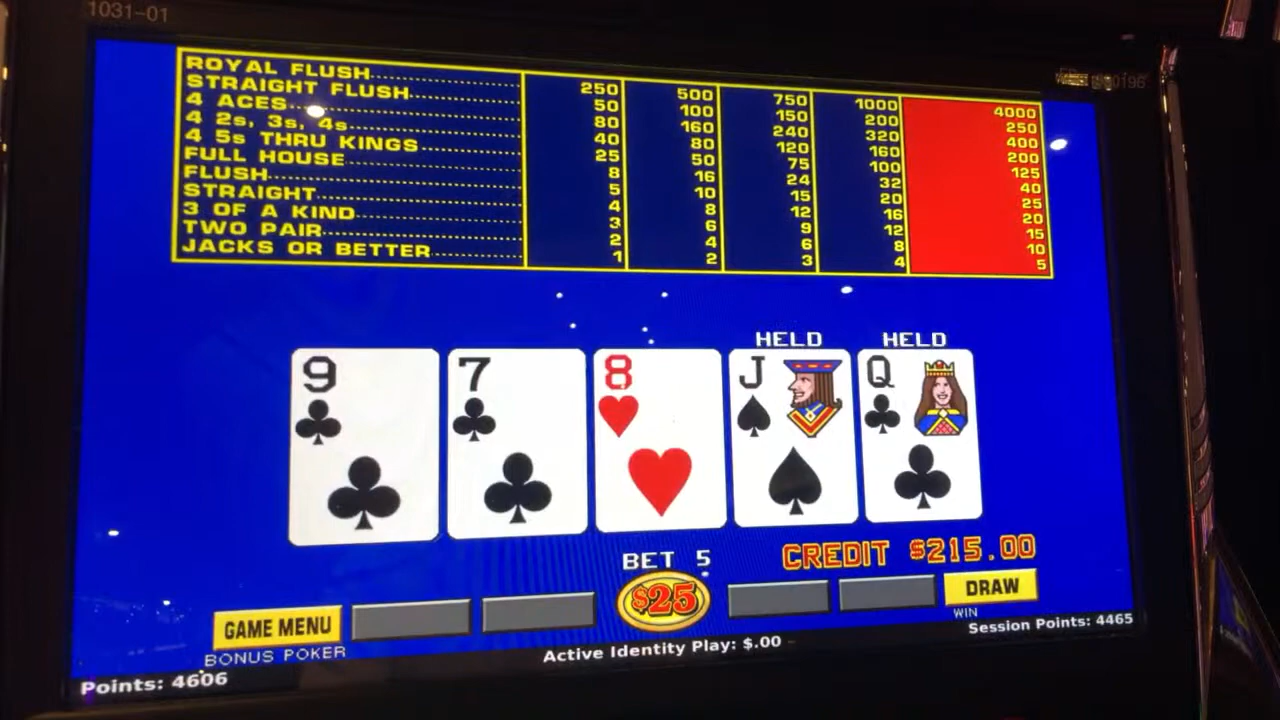 1031-01
ROYAL FLUSH 250 500 750 1000 4000
STRAIGHT FLUSH 50 100 150 200 250
4 ACES 80 160 240 320 400
4 2s, 3s, 4s 40 80 120 160 200
4 5s THRU KINGS 25 50 75 100 125
FULL HOUSE 8 16 24 32 40
FLUSH 5 10 15 20 25
STRAIGHT 4 8 12 16 20
3 OF A KIND 3 6 9 12 15
TWO PAIR 2 4 6 8 10
JACKS OR BETTER 1 2 3 4 5
HELD HELD
9 7 8 J Q
BET 5 CREDIT $215.00
GAME MENU $25 DRAW
WIN
BONUS POKER Active Identity Play: $.00 Session Points: 4465
Points: 4606